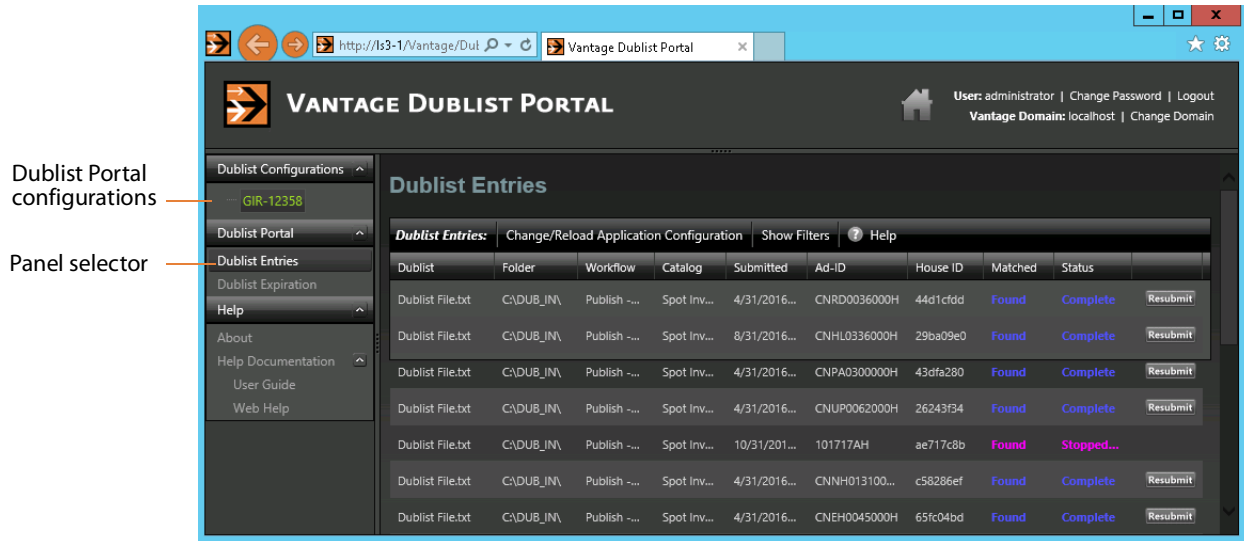 http://ls3-1/Vantage/Dub
Vantage Dublist Portal
VANTAGE DUBLIST PORTAL
User: administrator | Change Password | Logout
Vantage Domain: localhost | Change Domain
Dublist Portal
configurations
Panel selector
Dublist Configurations
GIR-12358
Dublist Portal
Dublist Entries
Dublist Expiration
Help
About
Help Documentation
User Guide
Web Help
Dublist Entries
Dublist Entries: Change/Reload Application Configuration Show Filters ? Help
Dublist Folder Workflow Catalog Submitted Ad-ID House ID Matched Status
Dublist File.txt C:\DUB_IN\ Publish -... Spot Inv... 4/31/2016... CNRD0036000H 44d1cfdd Found Complete Resubmit
Dublist File.txt C:\DUB_IN\ Publish -... Spot Inv... 8/31/2016... CNHL0336000H 29ba09e0 Found Complete Resubmit
Dublist File.txt C:\DUB_IN\ Publish -... Spot Inv... 4/31/2016... CNPA0300000H 43dfa280 Found Complete Resubmit
Dublist File.txt C:\DUB_IN\ Publish -... Spot Inv... 4/31/2016... CNUP0062000H 26243f34 Found Complete Resubmit
Dublist File.txt C:\DUB_IN\ Publish -... Spot Inv... 10/31/201... 101717AH ae717c8b Found Stopped...
Dublist File.txt C:\DUB_IN\ Publish -... Spot Inv... 4/31/2016... CNNH013100... c58286ef Found Complete Resubmit
Dublist File.txt C:\DUB_IN\ Publish -... Spot Inv... 4/31/2016... CNEH0045000H 65fc04bd Found Complete Resubmit